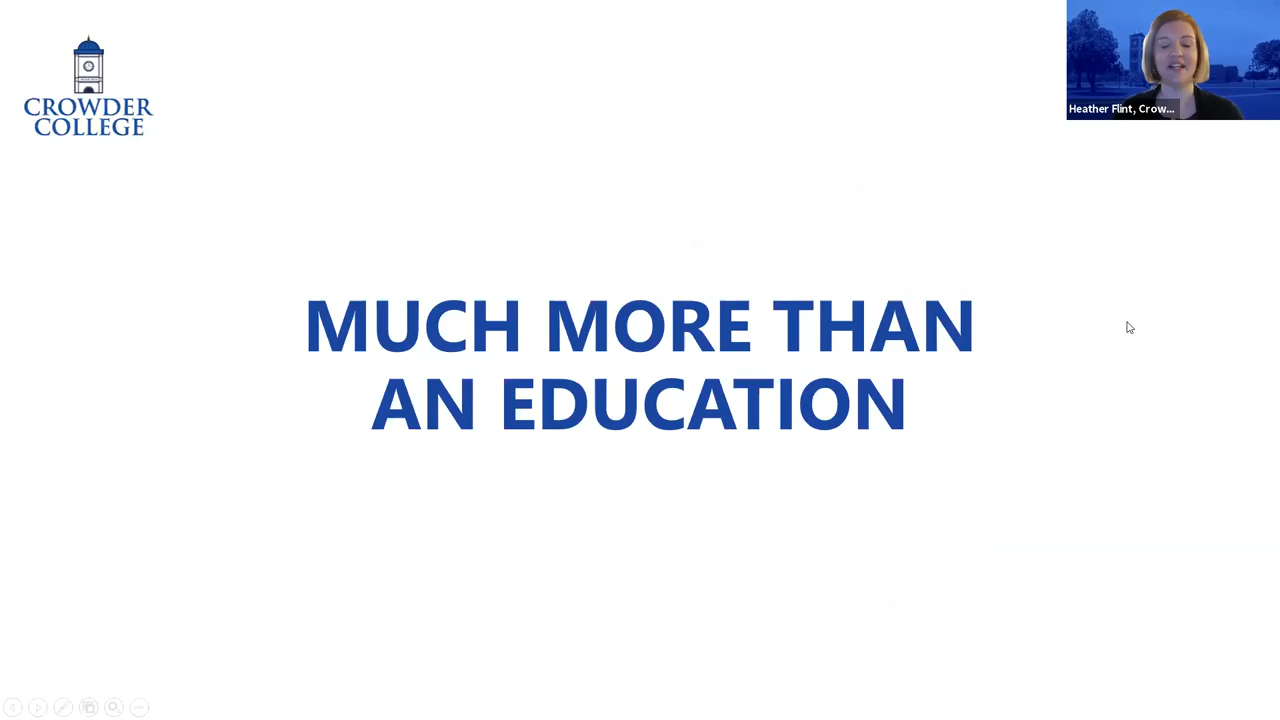 CROWDER
COLLEGE
Heather Flint, Crow...
MUCH MORE THAN
AN EDUCATION